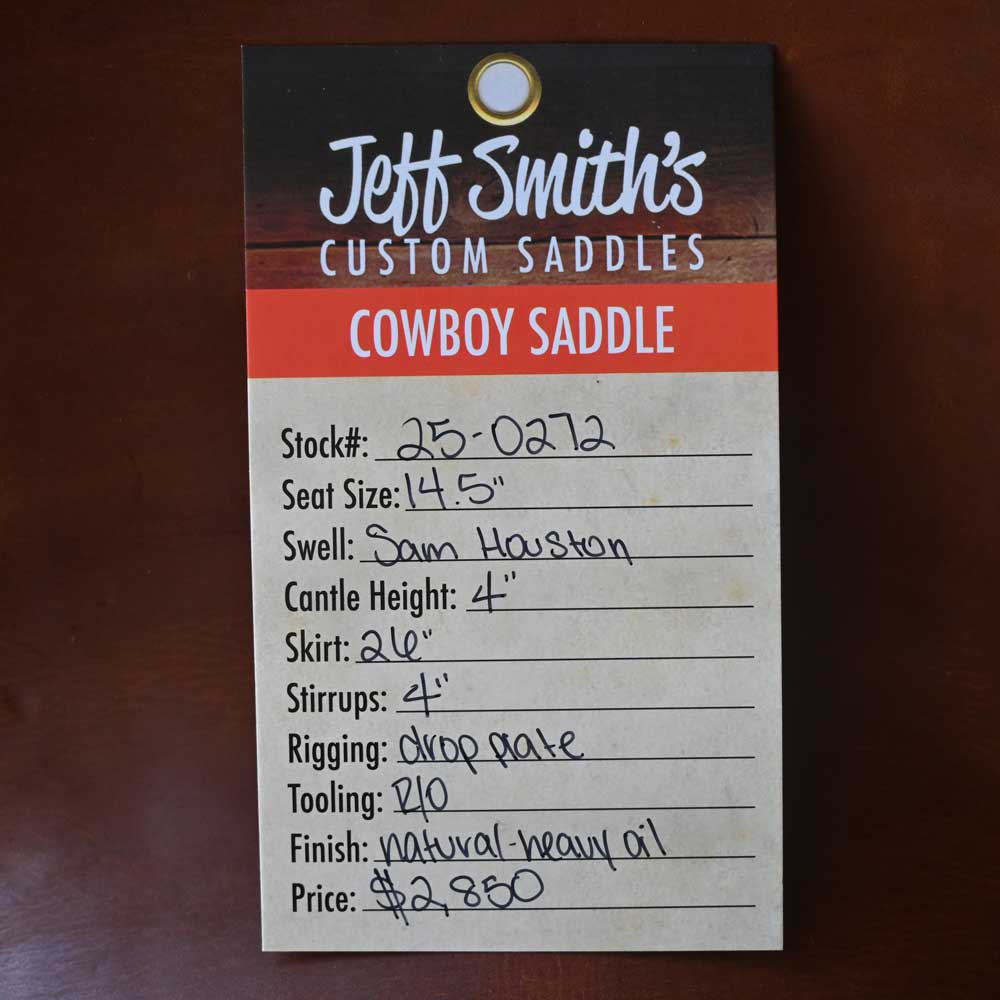 Jeff Smith's
CUSTOM SADDLES
COWBOY SADDLE
Stock#: 25-0272
Seat Size: 14.5"
Swell: Sam Houston
Cantle Height: 4"
Skirt: 26"
Stirrups: 4"
Rigging: drop plate
Tooling: R/O
Finish: natural-heavy oil
Price: $2,850